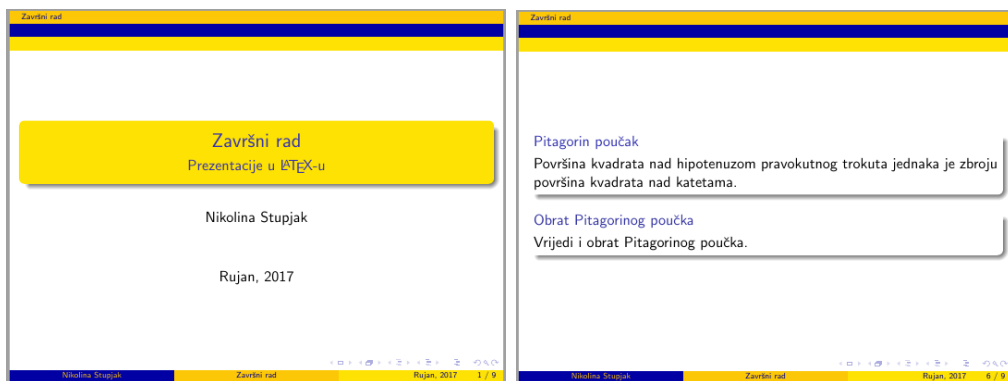 Završni rad
Završni rad
Prezentacije u LATEX-u
Nikolina Stupjak
Rujan, 2017
Nikolina Stupjak Završni rad Rujan, 2017 1 / 9
Završni rad
Pitagorin poučak
Površina kvadrata nad hipotenuzom pravokutnog trokuta jednaka je zbroju
površina kvadrata nad katetama.
Obrat Pitagorinog poučka
Vrijedi i obrat Pitagorinog poučka.
Nikolina Stupjak Završni rad Rujan, 2017 6 / 9